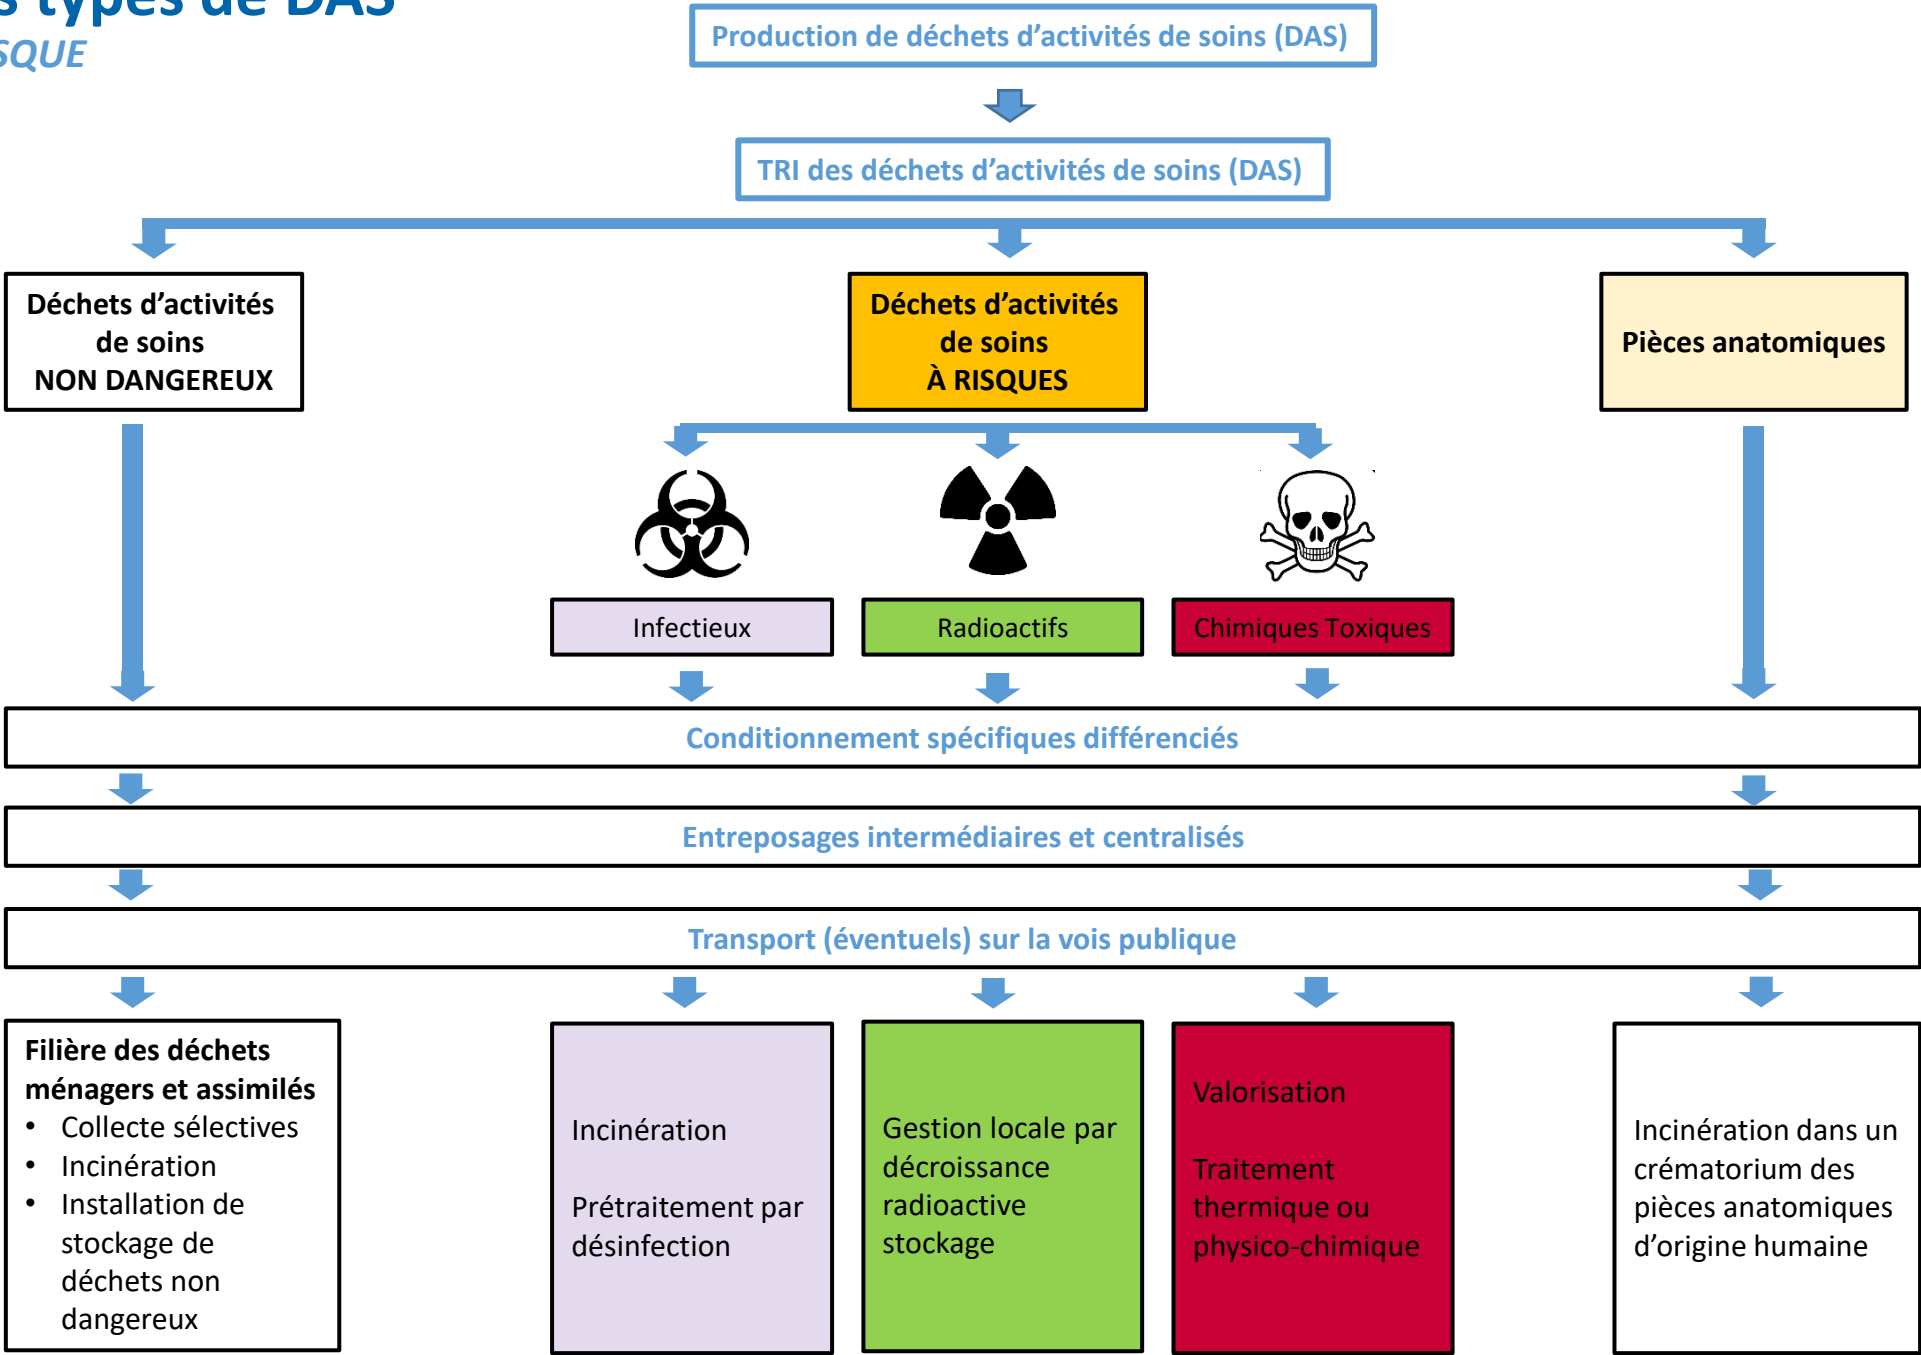 s types de DAS
SQUE
Production de déchets d’activités de soins (DAS)
TRI des déchets d’activités de soins (DAS)
Déchets d’activités
de soins
NON DANGEREUX
Déchets d’activités
de soins
À RISQUES
Pièces anatomiques
Infectieux
Radioactifs
Chimiques Toxiques
Conditionnement spécifiques différenciés
Entreposages intermédiaires et centralisés
Transport (éventuels) sur la vois publique
Filière des déchets
ménagers et assimilés
• Collecte sélectives
• Incinération
• Installation de
stockage de
déchets non
dangereux
Incinération
Prétraitement par
désinfection
Gestion locale par
décroissance
radioactive
stockage
Valorisation
Traitement
thermique ou
physico-chimique
Incinération dans un
crématorium des
pièces anatomiques
d’origine humaine